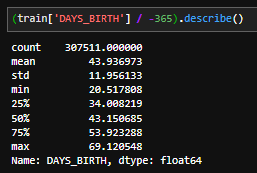 (train['DAYS_BIRTH'] / -365).describe()
count    307511.000000
mean         43.936973
std          11.956133
min          20.517808
25%          34.008219
50%          43.150685
75%          53.923288
max          69.120548
Name: DAYS_BIRTH, dtype: float64